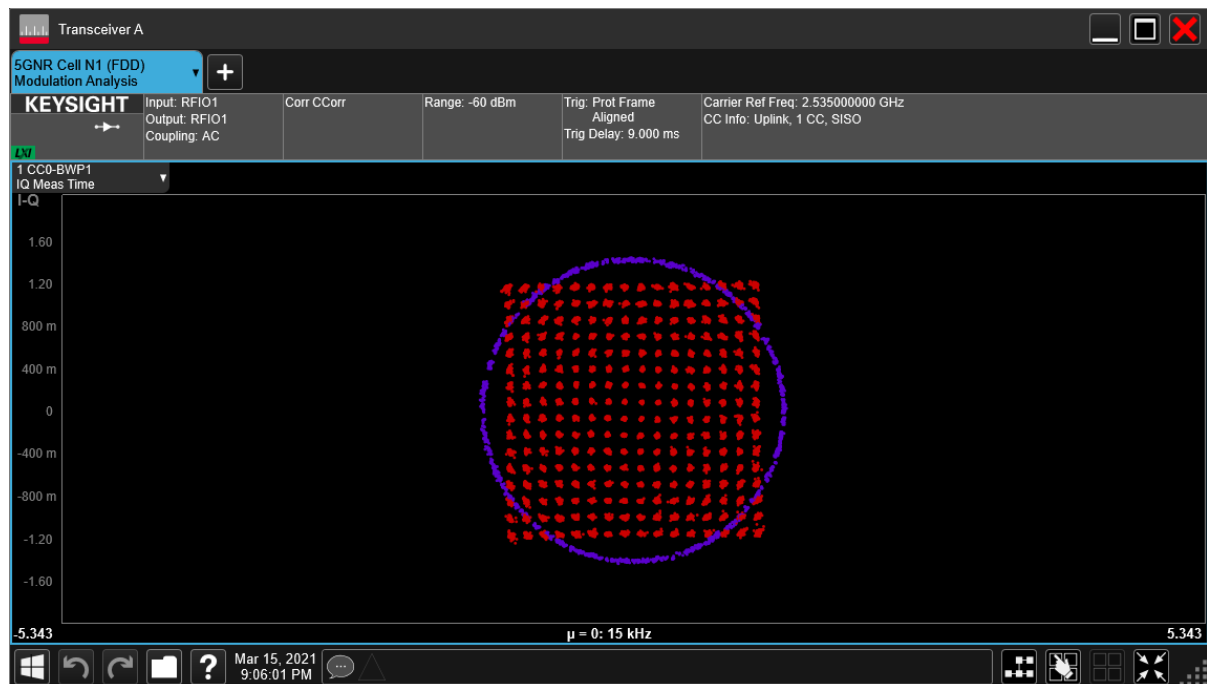 Transceiver A
5GNR Cell N1 (FDD)
Modulation Analysis
KEYSIGHT
LXI
Input: RFIO1
Output: RFIO1
Coupling: AC
Corr CCorr
Range: -60 dBm
Trig: Prot Frame
Aligned
Trig Delay: 9.000 ms
Carrier Ref Freq: 2.535000000 GHz
CC Info: Uplink, 1 CC, SISO
1 CC0-BWP1
IQ Meas Time
I-Q
1.60
1.20
800 m
400 m
0
-400 m
-800 m
-1.20
-1.60
-5.343
μ = 0: 15 kHz
5.343
Mar 15, 2021
9:06:01 PM